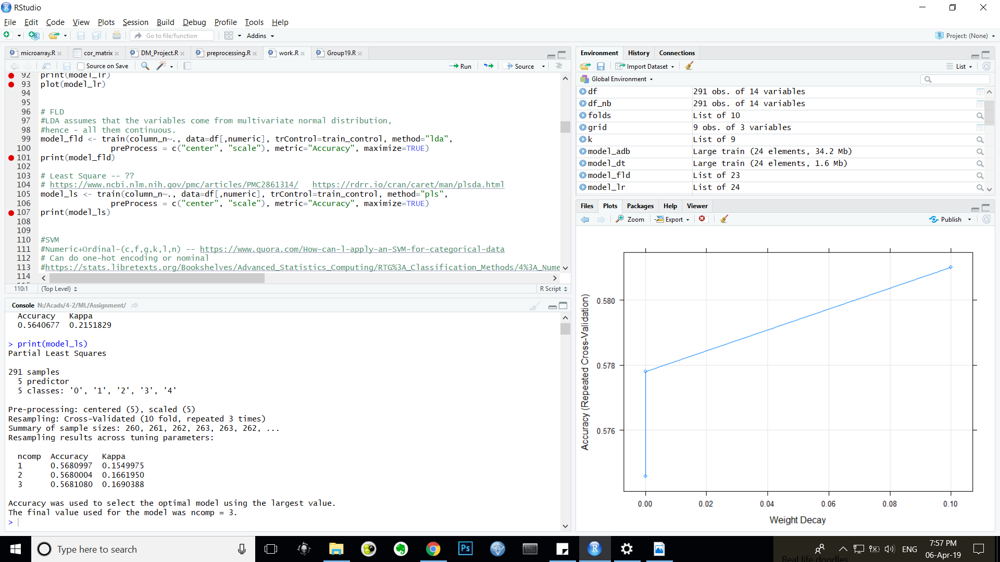 RStudio
File Edit Code View Plots Session Build Debug Profile Tools Help
Go to file/function Addins Project: (None)
microarray.R cor_matrix DM_Project.R preprocessing.R work.R Group19.R
Source on Save Run Source
92 print(model_lr)
93 plot(model_lr)
94
95
96 # FLD
97 #LDA assumes that the variables come from multivariate normal distribution,
98 #hence - all them continuous.
99 model_fld <- train(column_n~., data=df[,numeric], trControl=train_control, method="lda",
100 preProcess = c("center", "scale"), metric="Accuracy", maximize=TRUE)
101 print(model_fld)
102
103 # Least Square -- ??
104 # https://www.ncbi.nlm.nih.gov/pmc/articles/PMC2861314/ https://rdrr.io/cran/caret/man/plsda.html
105 model_ls <- train(column_n~., data=df[,numeric], trControl=train_control, method="pls",
106 preProcess = c("center", "scale"), metric="Accuracy", maximize=TRUE)
107 print(model_ls)
108
109
110 #SVM
111 #Numeric+Ordinal-(c,f,g,k,l,n) -- https://www.quora.com/How-can-l-apply-an-SVM-for-categorical-data
112 # Can do one-hot encoding or nominal
113 #https://stats.libretexts.org/Bookshelves/Advanced_Statistics_Computing/RTG%3A_Classification_Methods/4%3A_Nume
114
110:1 (Top Level) R Script
Console N:/Acads/4-2/ML/Assignment/
Accuracy Kappa
0.5640677 0.2151829
> print(model_ls)
Partial Least Squares
291 samples
5 predictor
5 classes: '0', '1', '2', '3', '4'
Pre-processing: centered (5), scaled (5)
Resampling: Cross-Validated (10 fold, repeated 3 times)
Summary of sample sizes: 260, 261, 262, 263, 263, 262, ...
Resampling results across tuning parameters:
ncomp Accuracy Kappa
1 0.5680997 0.1549975
2 0.5680004 0.1661950
3 0.5681080 0.1690388
Accuracy was used to select the optimal model using the largest value.
The final value used for the model was ncomp = 3.
>
Environment History Connections
Import Dataset List
Global Environment
df 291 obs. of 14 variables
df_nb 291 obs. of 14 variables
folds List of 10
grid 9 obs. of 3 variables
k List of 9
model_adb Large train (24 elements, 34.2 Mb)
model_dt Large train (24 elements, 1.6 Mb)
model_fld List of 23
model_lr List of 24
Files Plots Packages Help Viewer
Zoom Export Publish
Accuracy (Repeated Cross-Validation)
0.580
0.578
0.576
0.00 0.02 0.04 0.06 0.08 0.10
Weight Decay
Type here to search
Ps
R
ENG
7:57 PM
06-Apr-19
Real life doodles